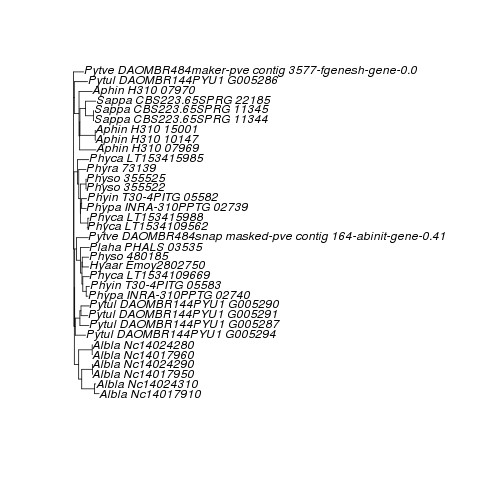 Pytve DAOMBR484maker-pve contig 3577-fgenesh-gene-0.0
Pytul DAOMBR144PYU1 G005286
Aphin H310 07970
Sappa CBS223.65SPRG 22185
Sappa CBS223.65SPRG 11345
Sappa CBS223.65SPRG 11344
Aphin H310 15001
Aphin H310 10147
Aphin H310 07969
Phyca LT153415985
Phyra 73139
Physo 355525
Physo 355522
Phyin T30-4PITG 05582
Phypa INRA-310PPTG 02739
Phyca LT153415988
Phyca LT1534109562
Pytve DAOMBR484snap masked-pve contig 164-abinit-gene-0.41
Plaha PHALS 03535
Physo 480185
Hyaar Emoy2802750
Phyca LT1534109669
Phyin T30-4PITG 05583
Phypa INRA-310PPTG 02740
Pytul DAOMBR144PYU1 G005290
Pytul DAOMBR144PYU1 G005291
Pytul DAOMBR144PYU1 G005287
Pytul DAOMBR144PYU1 G005294
Albla Nc14024280
Albla Nc14017960
Albla Nc14024290
Albla Nc14017950
Albla Nc14024310
Albla Nc14017910